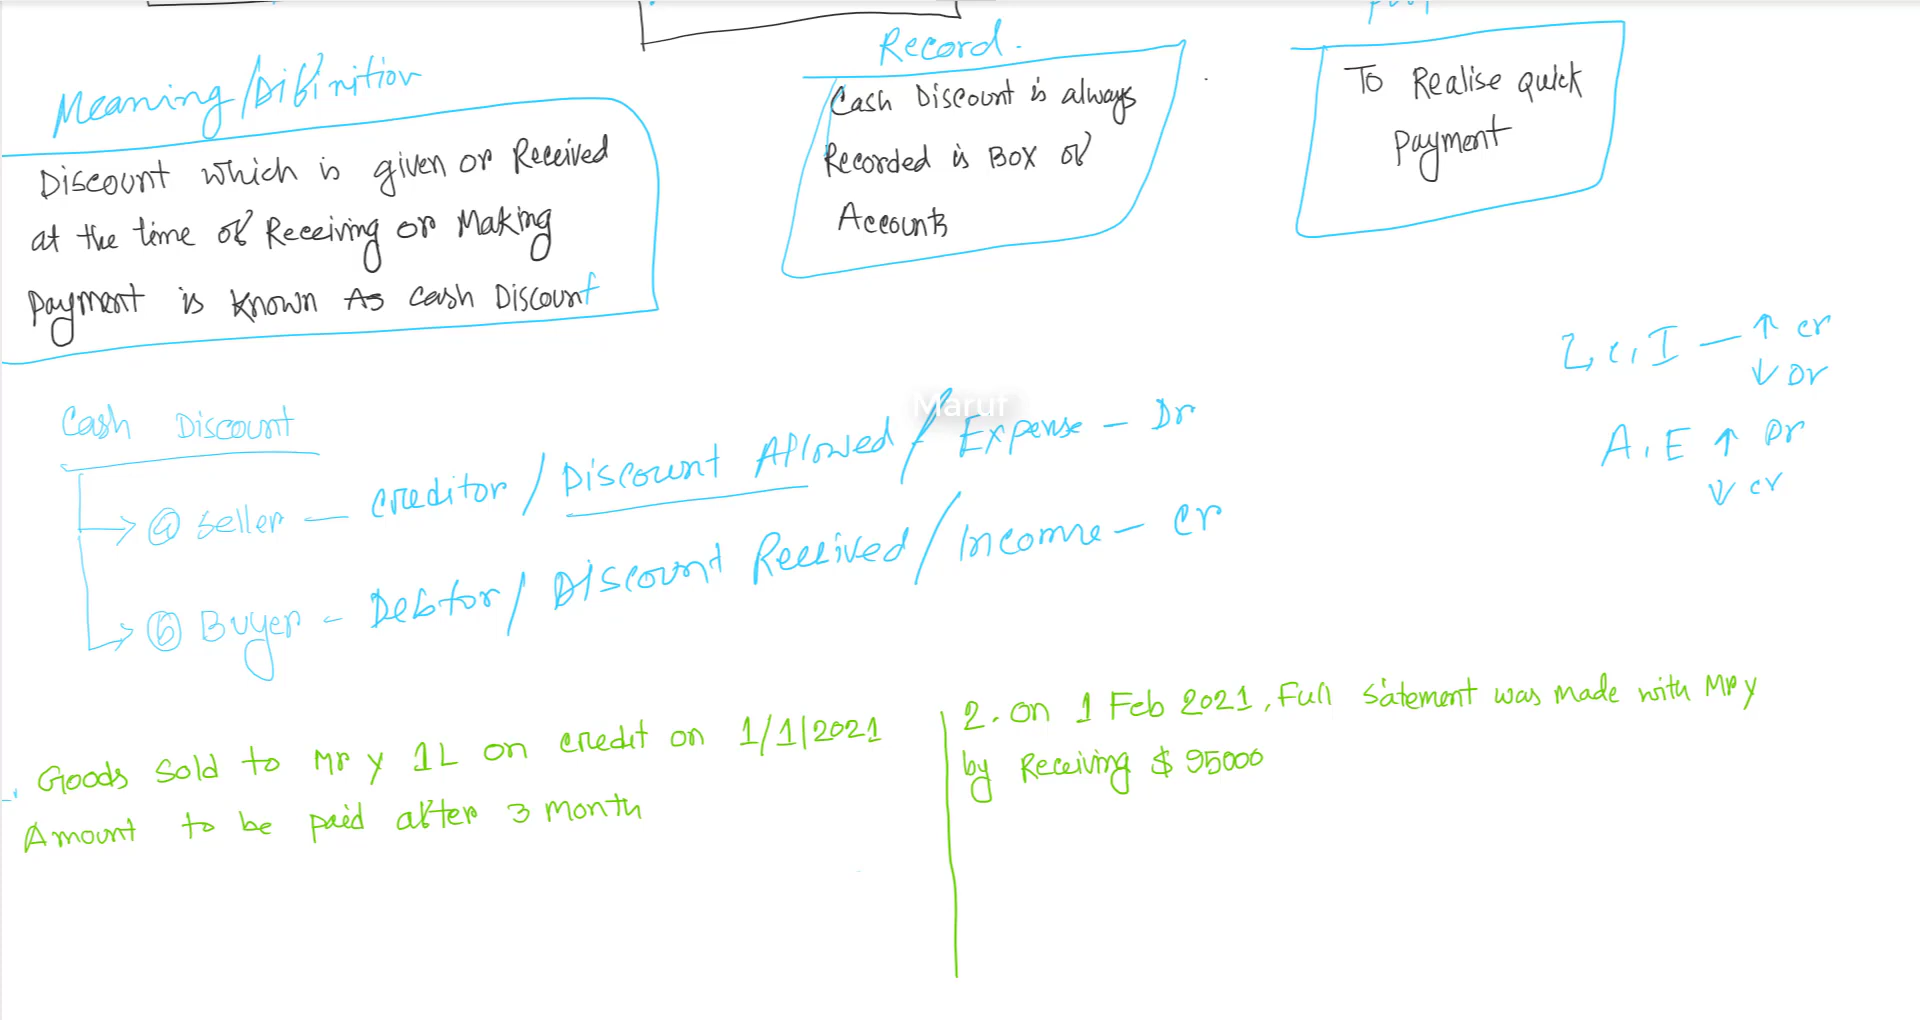 Meaning/Difinition
Discount which is given or Received
at the time of Receiving or Making
Payment is Known As cash Discount
Record.
Cash Discount is always
Recorded is Box of
Accounts
To Realise quick
Payment
L, C, I — ↑ cr
↓ Dr
A, E ↑ Dr
↓ cr
Maruf
Cash Discount
→ (a) Seller — creditor / Discount Allowed / Expense - Dr
→ (b) Buyer - Debtor / Discount Received / Income - cr
Goods Sold to Mr y 1L on credit on 1/1/2021
Amount to be paid after 3 month
2. on 1 Feb 2021, Full Satement was made with Mr y
by Receiving $ 95000